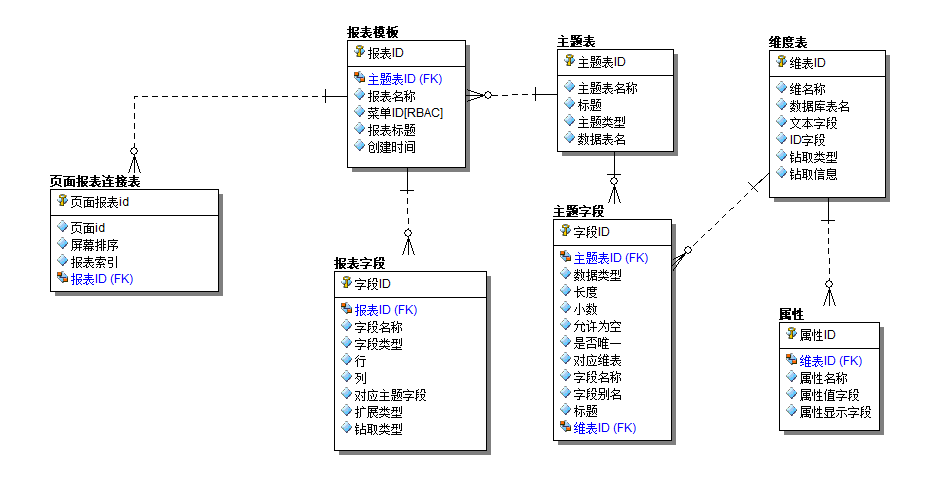 报表模板
报表ID
主题表ID (FK)
报表名称
菜单ID[RBAC]
报表标题
创建时间
主题表
主题表ID
主题表名称
标题
主题类型
数据表名
维度表
维表ID
维名称
数据库表名
文本字段
ID字段
钻取类型
钻取信息
页面报表连接表
页面报表id
页面id
屏幕排序
报表索引
报表ID (FK)
报表字段
字段ID
报表ID (FK)
字段名称
字段类型
行
列
对应主题字段
扩展类型
钻取类型
主题字段
字段ID
主题表ID (FK)
数据类型
长度
小数
允许为空
是否唯一
对应维表
字段名称
字段别名
标题
维表ID (FK)
属性
属性ID
维表ID (FK)
属性名称
属性值字段
属性显示字段